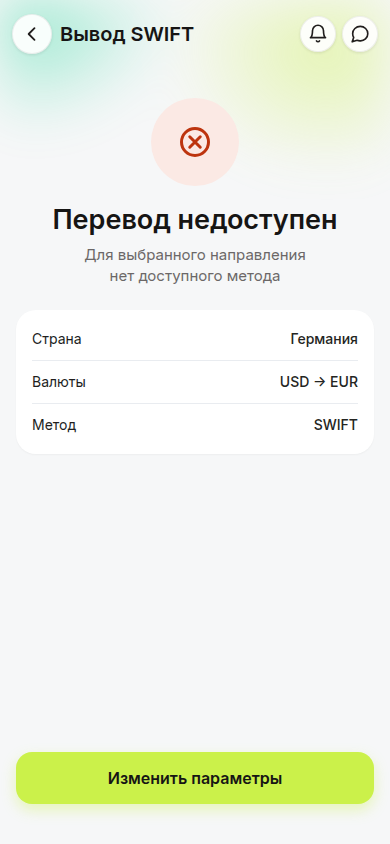 Вывод SWIFT
Перевод недоступен
Для выбранного направления
нет доступного метода
Страна Германия
Валюты USD → EUR
Метод SWIFT
Изменить параметры